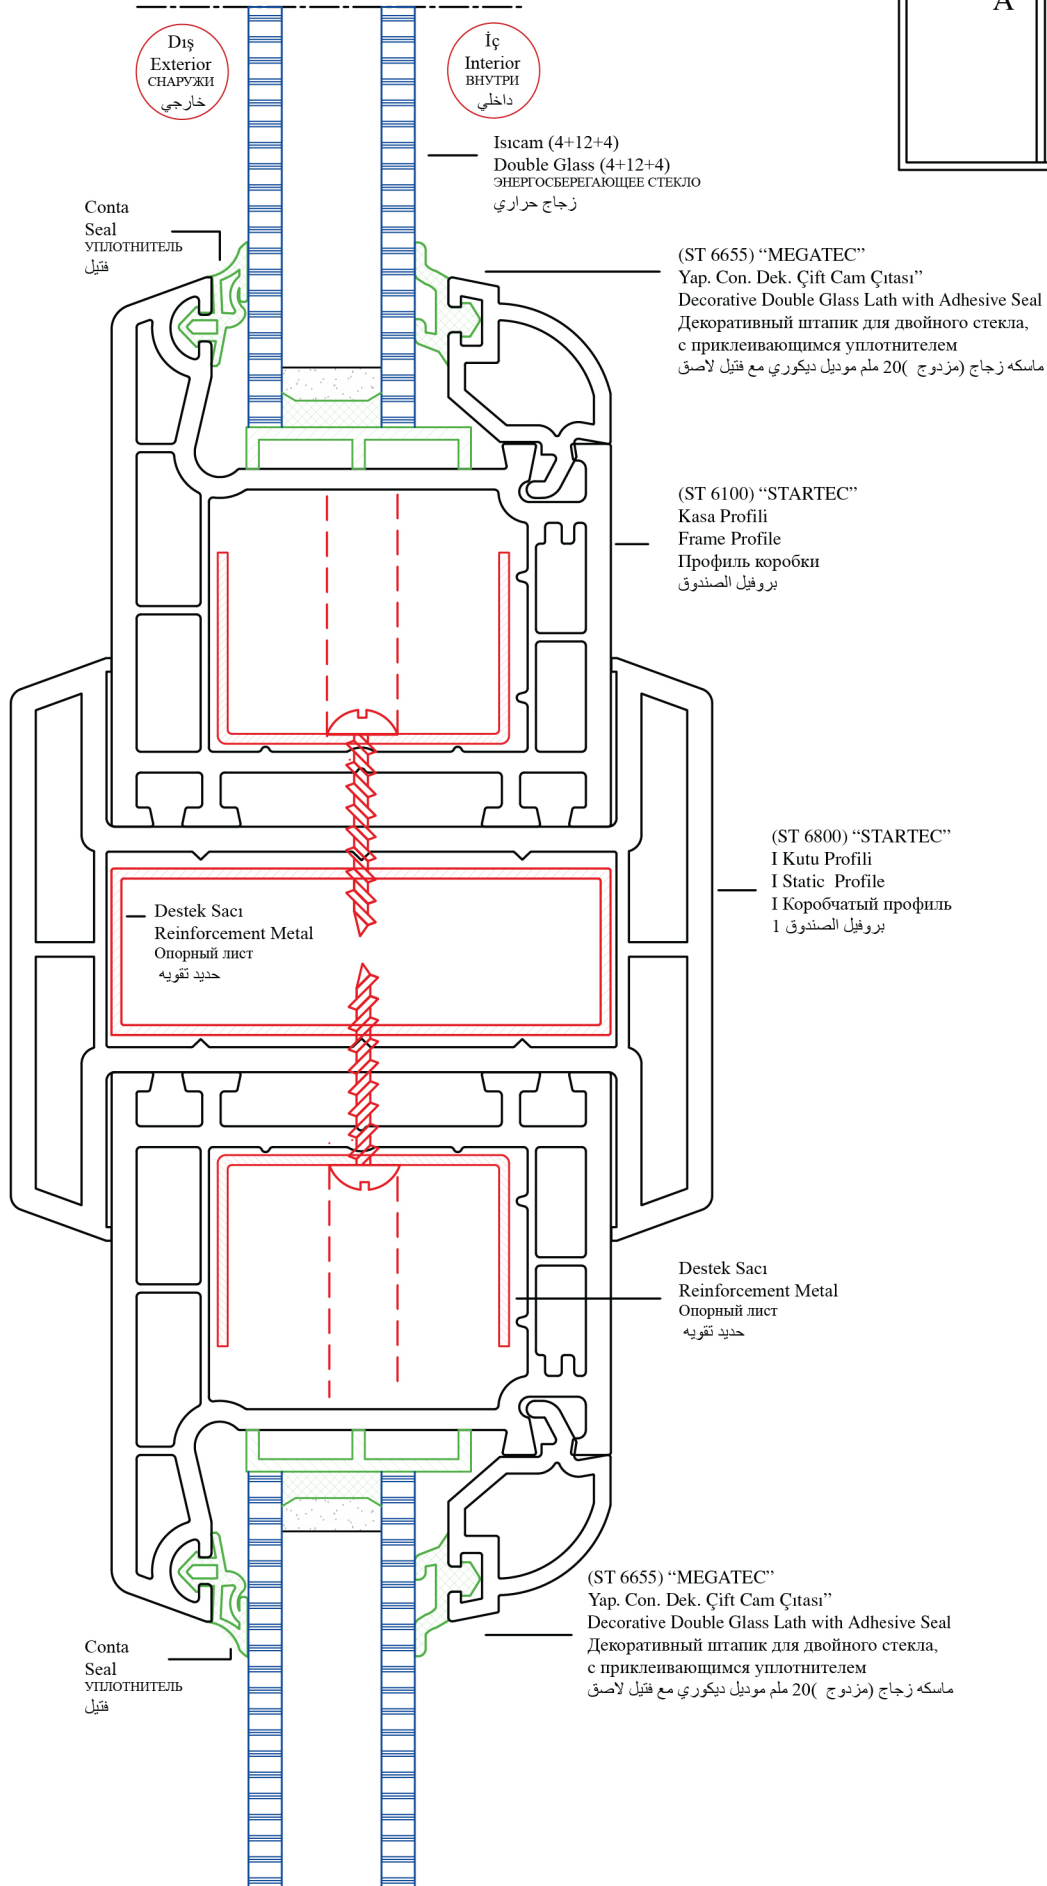 A
Dış
Exterior
СНАРУЖИ
خارجي
İç
Interior
ВНУТРИ
داخلي
Isıcam (4+12+4)
Double Glass (4+12+4)
ЭНЕРГОСБЕРЕГАЮЩЕЕ СТЕКЛО
زجاج حراري
Conta
Seal
УПЛОТНИТЕЛЬ
فتيل
(ST 6655) “MEGATEC”
Yap. Con. Dek. Çift Cam Çıtası”
Decorative Double Glass Lath with Adhesive Seal
Декоративный штапик для двойного стекла,
с приклеивающимся уплотнителем
ماسكه زجاج (مزدوج )20 ملم موديل ديكوري مع فتيل لاصق
(ST 6100) “STARTEC”
Kasa Profili
Frame Profile
Профиль коробки
بروفيل الصندوق
(ST 6800) “STARTEC”
I Kutu Profili
I Static Profile
I Коробчатый профиль
بروفيل الصندوق 1
Destek Sacı
Reinforcement Metal
Опорный лист
حديد تقويه
Destek Sacı
Reinforcement Metal
Опорный лист
حديد تقويه
(ST 6655) “MEGATEC”
Yap. Con. Dek. Çift Cam Çıtası”
Decorative Double Glass Lath with Adhesive Seal
Декоративный штапик для двойного стекла,
с приклеивающимся уплотнителем
ماسكه زجاج (مزدوج )20 ملم موديل ديكوري مع فتيل لاصق
Conta
Seal
УПЛОТНИТЕЛЬ
فتيل